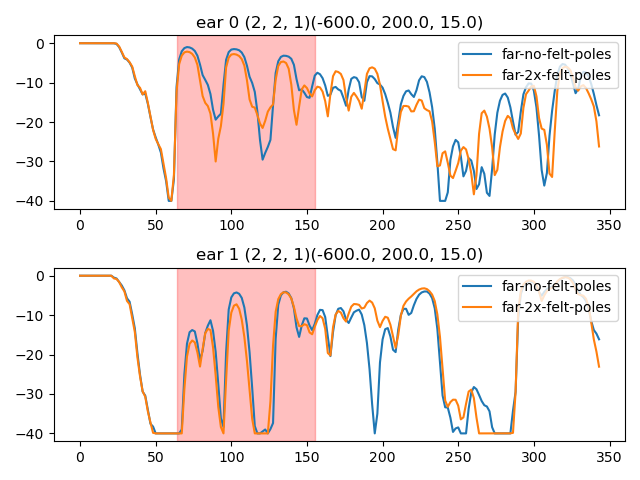 ear 0 (2, 2, 1)(-600.0, 200.0, 15.0)
0
−10
−20
−30
−40
far-no-felt-poles
far-2x-felt-poles
0 50 100 150 200 250 300 350
ear 1 (2, 2, 1)(-600.0, 200.0, 15.0)
0
−10
−20
−30
−40
far-no-felt-poles
far-2x-felt-poles
0 50 100 150 200 250 300 350